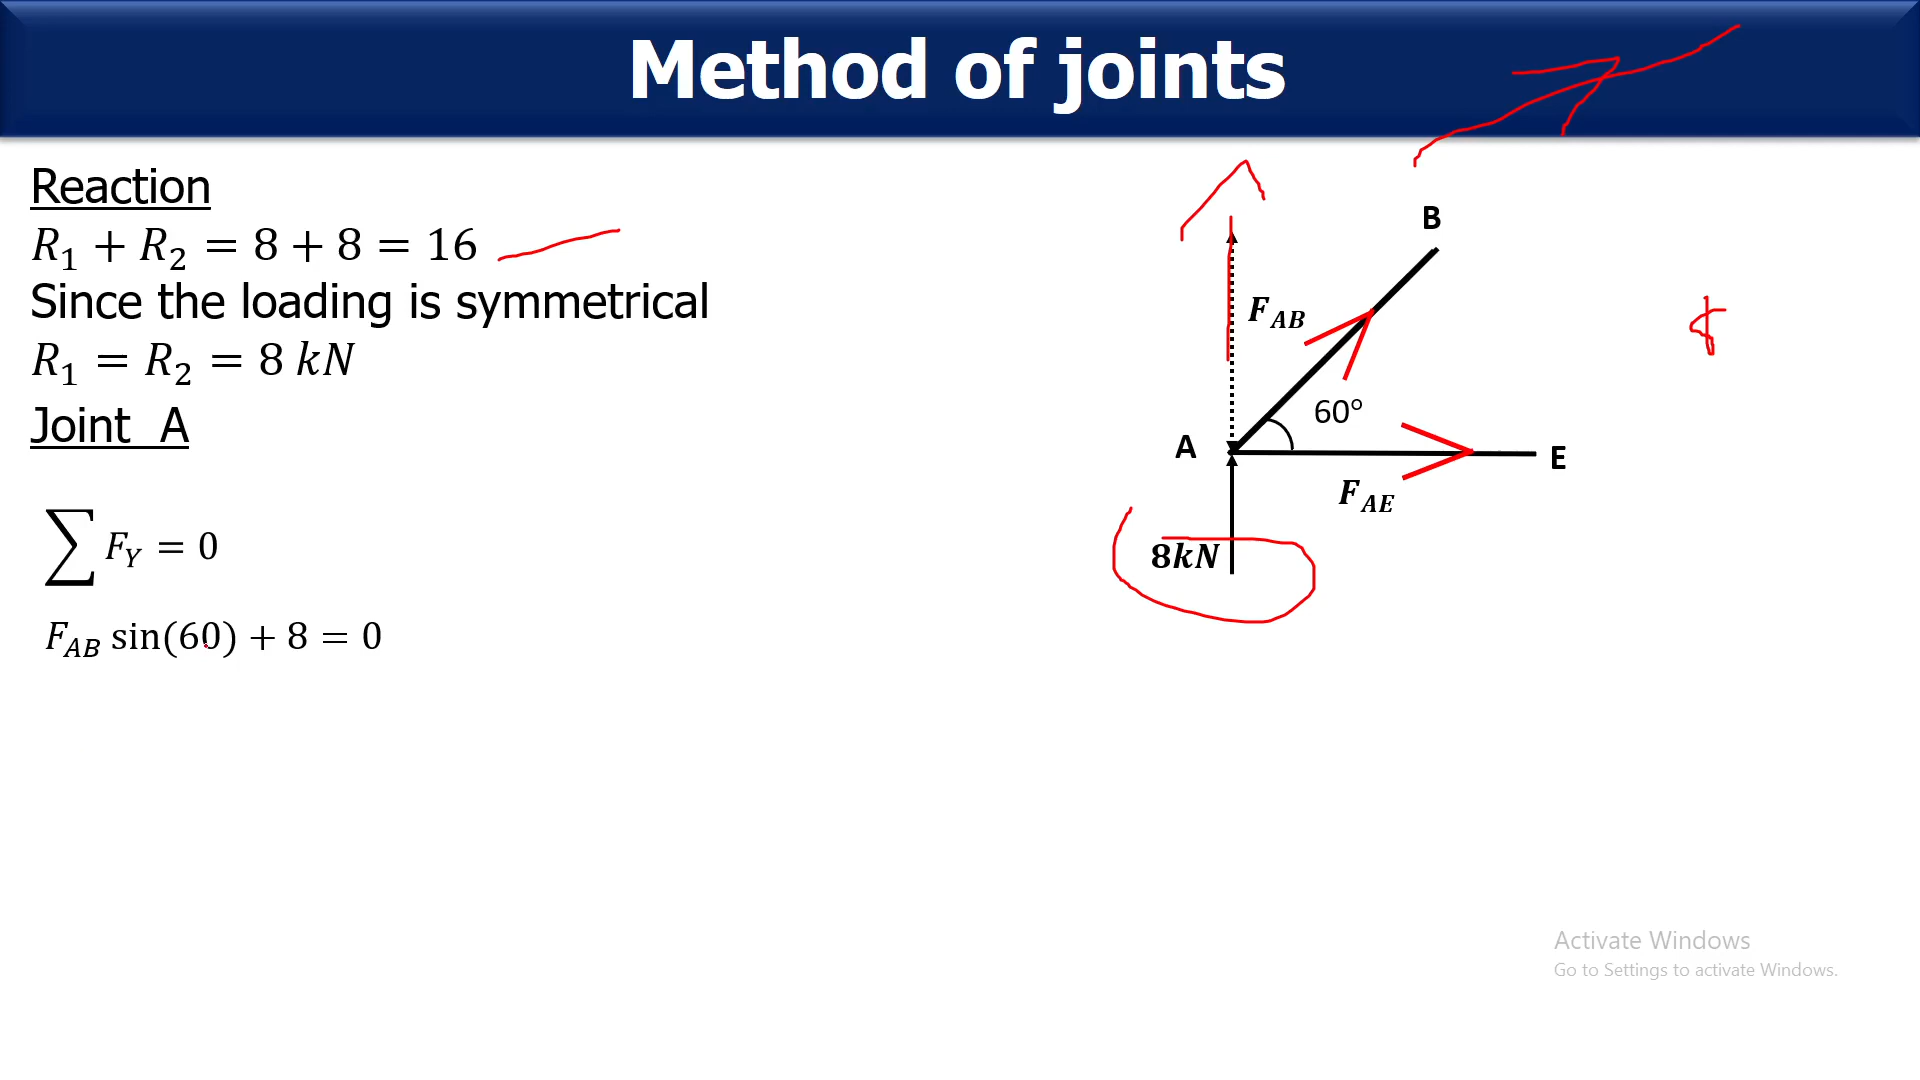 Method of joints
Reaction
R₁ + R₂ = 8 + 8 = 16
Since the loading is symmetrical
R₁ = R₂ = 8 kN
Joint A
∑ F_Y = 0
F_AB sin(60) + 8 = 0
B
F_AB
60°
A
E
F_AE
8kN
Activate Windows
Go to Settings to activate Windows.